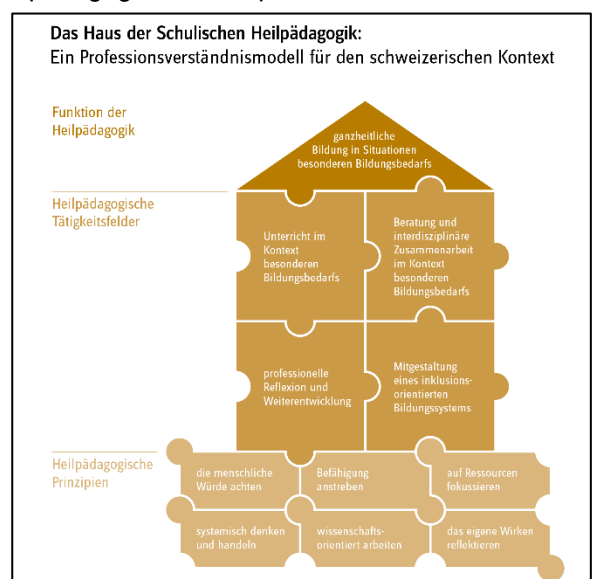 Das Haus der Schulischen Heilpädagogik:
Ein Professionsverständnismodell für den schweizerischen Kontext
Funktion der
Heilpädagogik
ganzheitliche
Bildung in Situationen
besonderen Bildungsbedarfs
Heilpädagogische
Tätigkeitsfelder
Unterricht im
Kontext
besonderen
Bildungsbedarfs
Beratung und
interdisziplinäre
Zusammenarbeit
im Kontext
besonderen
Bildungsbedarfs
professionelle
Reflexion und
Weiterentwicklung
Mitgestaltung
eines inklusions-
orientierten
Bildungssystems
Heilpädagogische
Prinzipien
die menschliche
Würde achten
Befähigung
anstreben
auf Ressourcen
fokussieren
systemisch denken
und handeln
wissenschafts-
orientiert arbeiten
das eigene Wirken
reflektieren